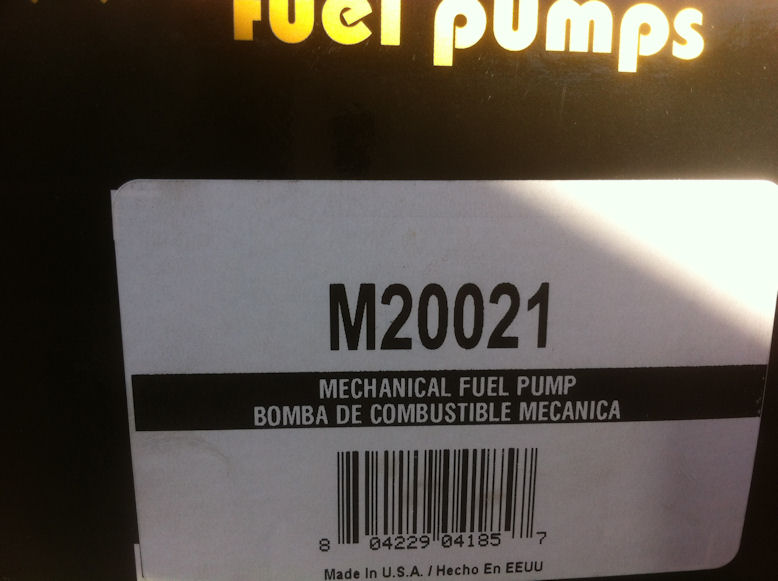 fuel pumps
M20021
MECHANICAL FUEL PUMP
BOMBA DE COMBUSTIBLE MECANICA
8 04229 04185 7
Made In U.S.A. / Hecho En EEUU